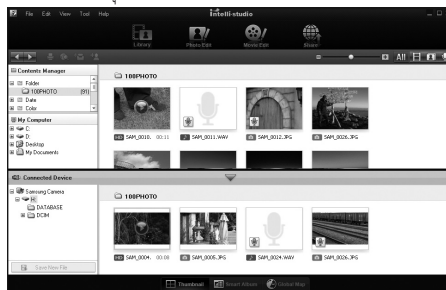 File Edit View Tool Help
intelli-studio
Library Photo Edit Movie Edit Share
All
Contents Manager
100PHOTO
Folder
100PHOTO (81)
Date
Color
HD SAM_0010. 00:11 SAM_0011.WAV SAM_0012.JPG SAM_0026.JPG
My Computer
C:
D:
Desktop
My Documents
Connected Device
Samsung Camera
100PHOTO
H:
DATABASE
DCIM
HD SAM_0004. 00:08 SAM_0005.JPG SAM_0024.WAV SAM_0026.JPG
Save New File
Thumbnail Smart Album Global Map